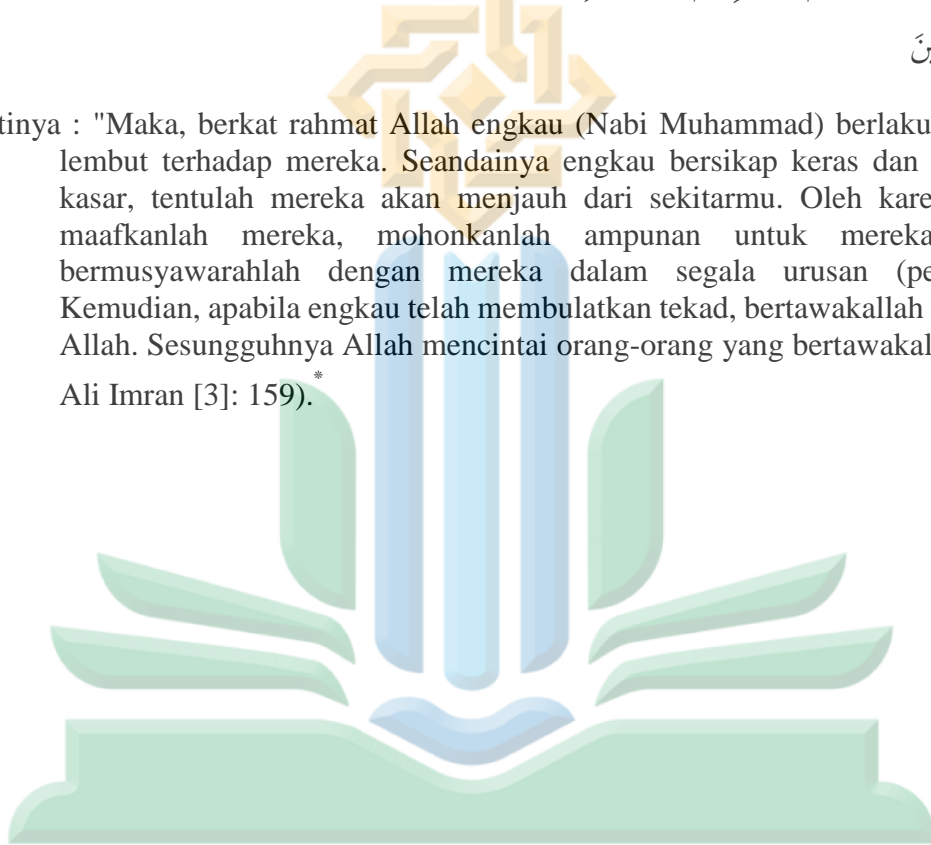 tinya : "Maka, berkat rahmat Allah engkau (Nabi Muhammad) berlaku
lembut terhadap mereka. Seandainya engkau bersikap keras dan
kasar, tentulah mereka akan menjauh dari sekitarmu. Oleh kare
maafkanlah mereka, mohonkanlah ampunan untuk mereka
bermusyawarahlah dengan mereka dalam segala urusan (pe
Kemudian, apabila engkau telah membulatkan tekad, bertawakallah
Allah. Sesungguhnya Allah mencintai orang-orang yang bertawakal
Ali Imran [3]: 159).*